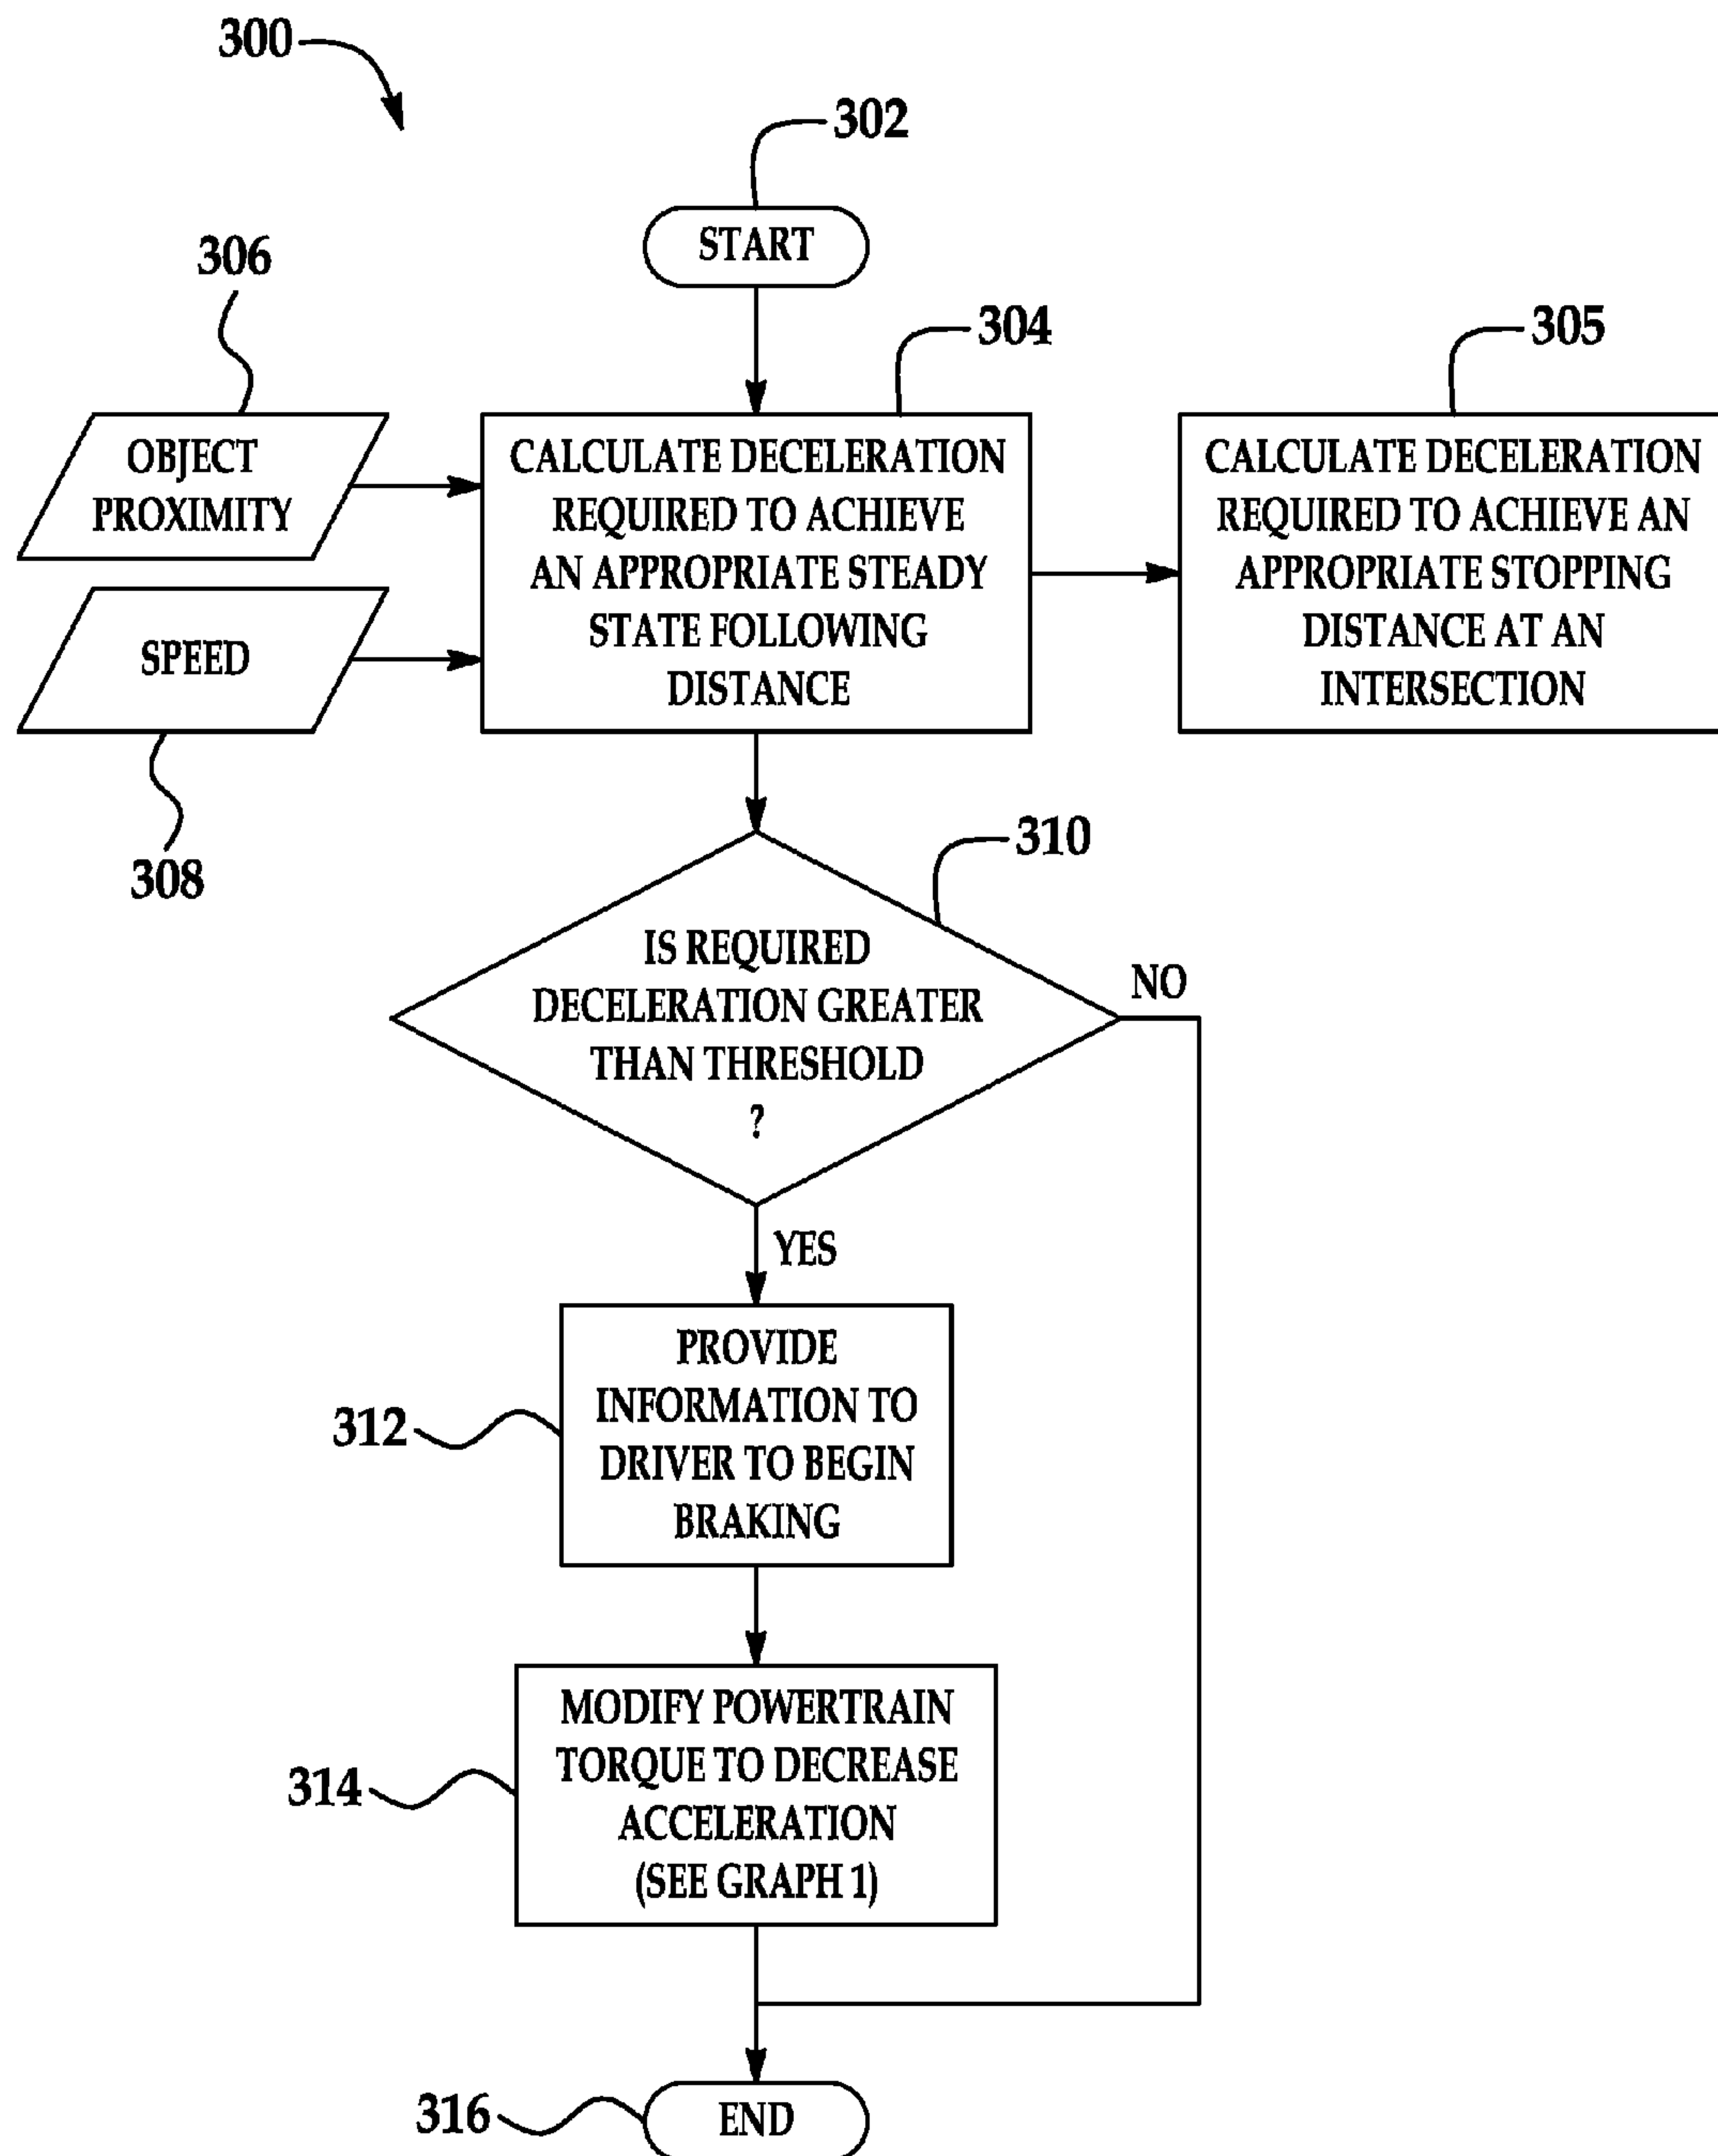 300
302
START
306
304
305
OBJECT
PROXIMITY
CALCULATE DECELERATION
REQUIRED TO ACHIEVE
AN APPROPRIATE STEADY
STATE FOLLOWING
DISTANCE
CALCULATE DECELERATION
REQUIRED TO ACHIEVE AN
APPROPRIATE STOPPING
DISTANCE AT AN
INTERSECTION
SPEED
308
310
IS REQUIRED
DECELERATION GREATER
THAN THRESHOLD
?
NO
YES
312
PROVIDE
INFORMATION TO
DRIVER TO BEGIN
BRAKING
314
MODIFY POWERTRAIN
TORQUE TO DECREASE
ACCELERATION
(SEE GRAPH 1)
316
END